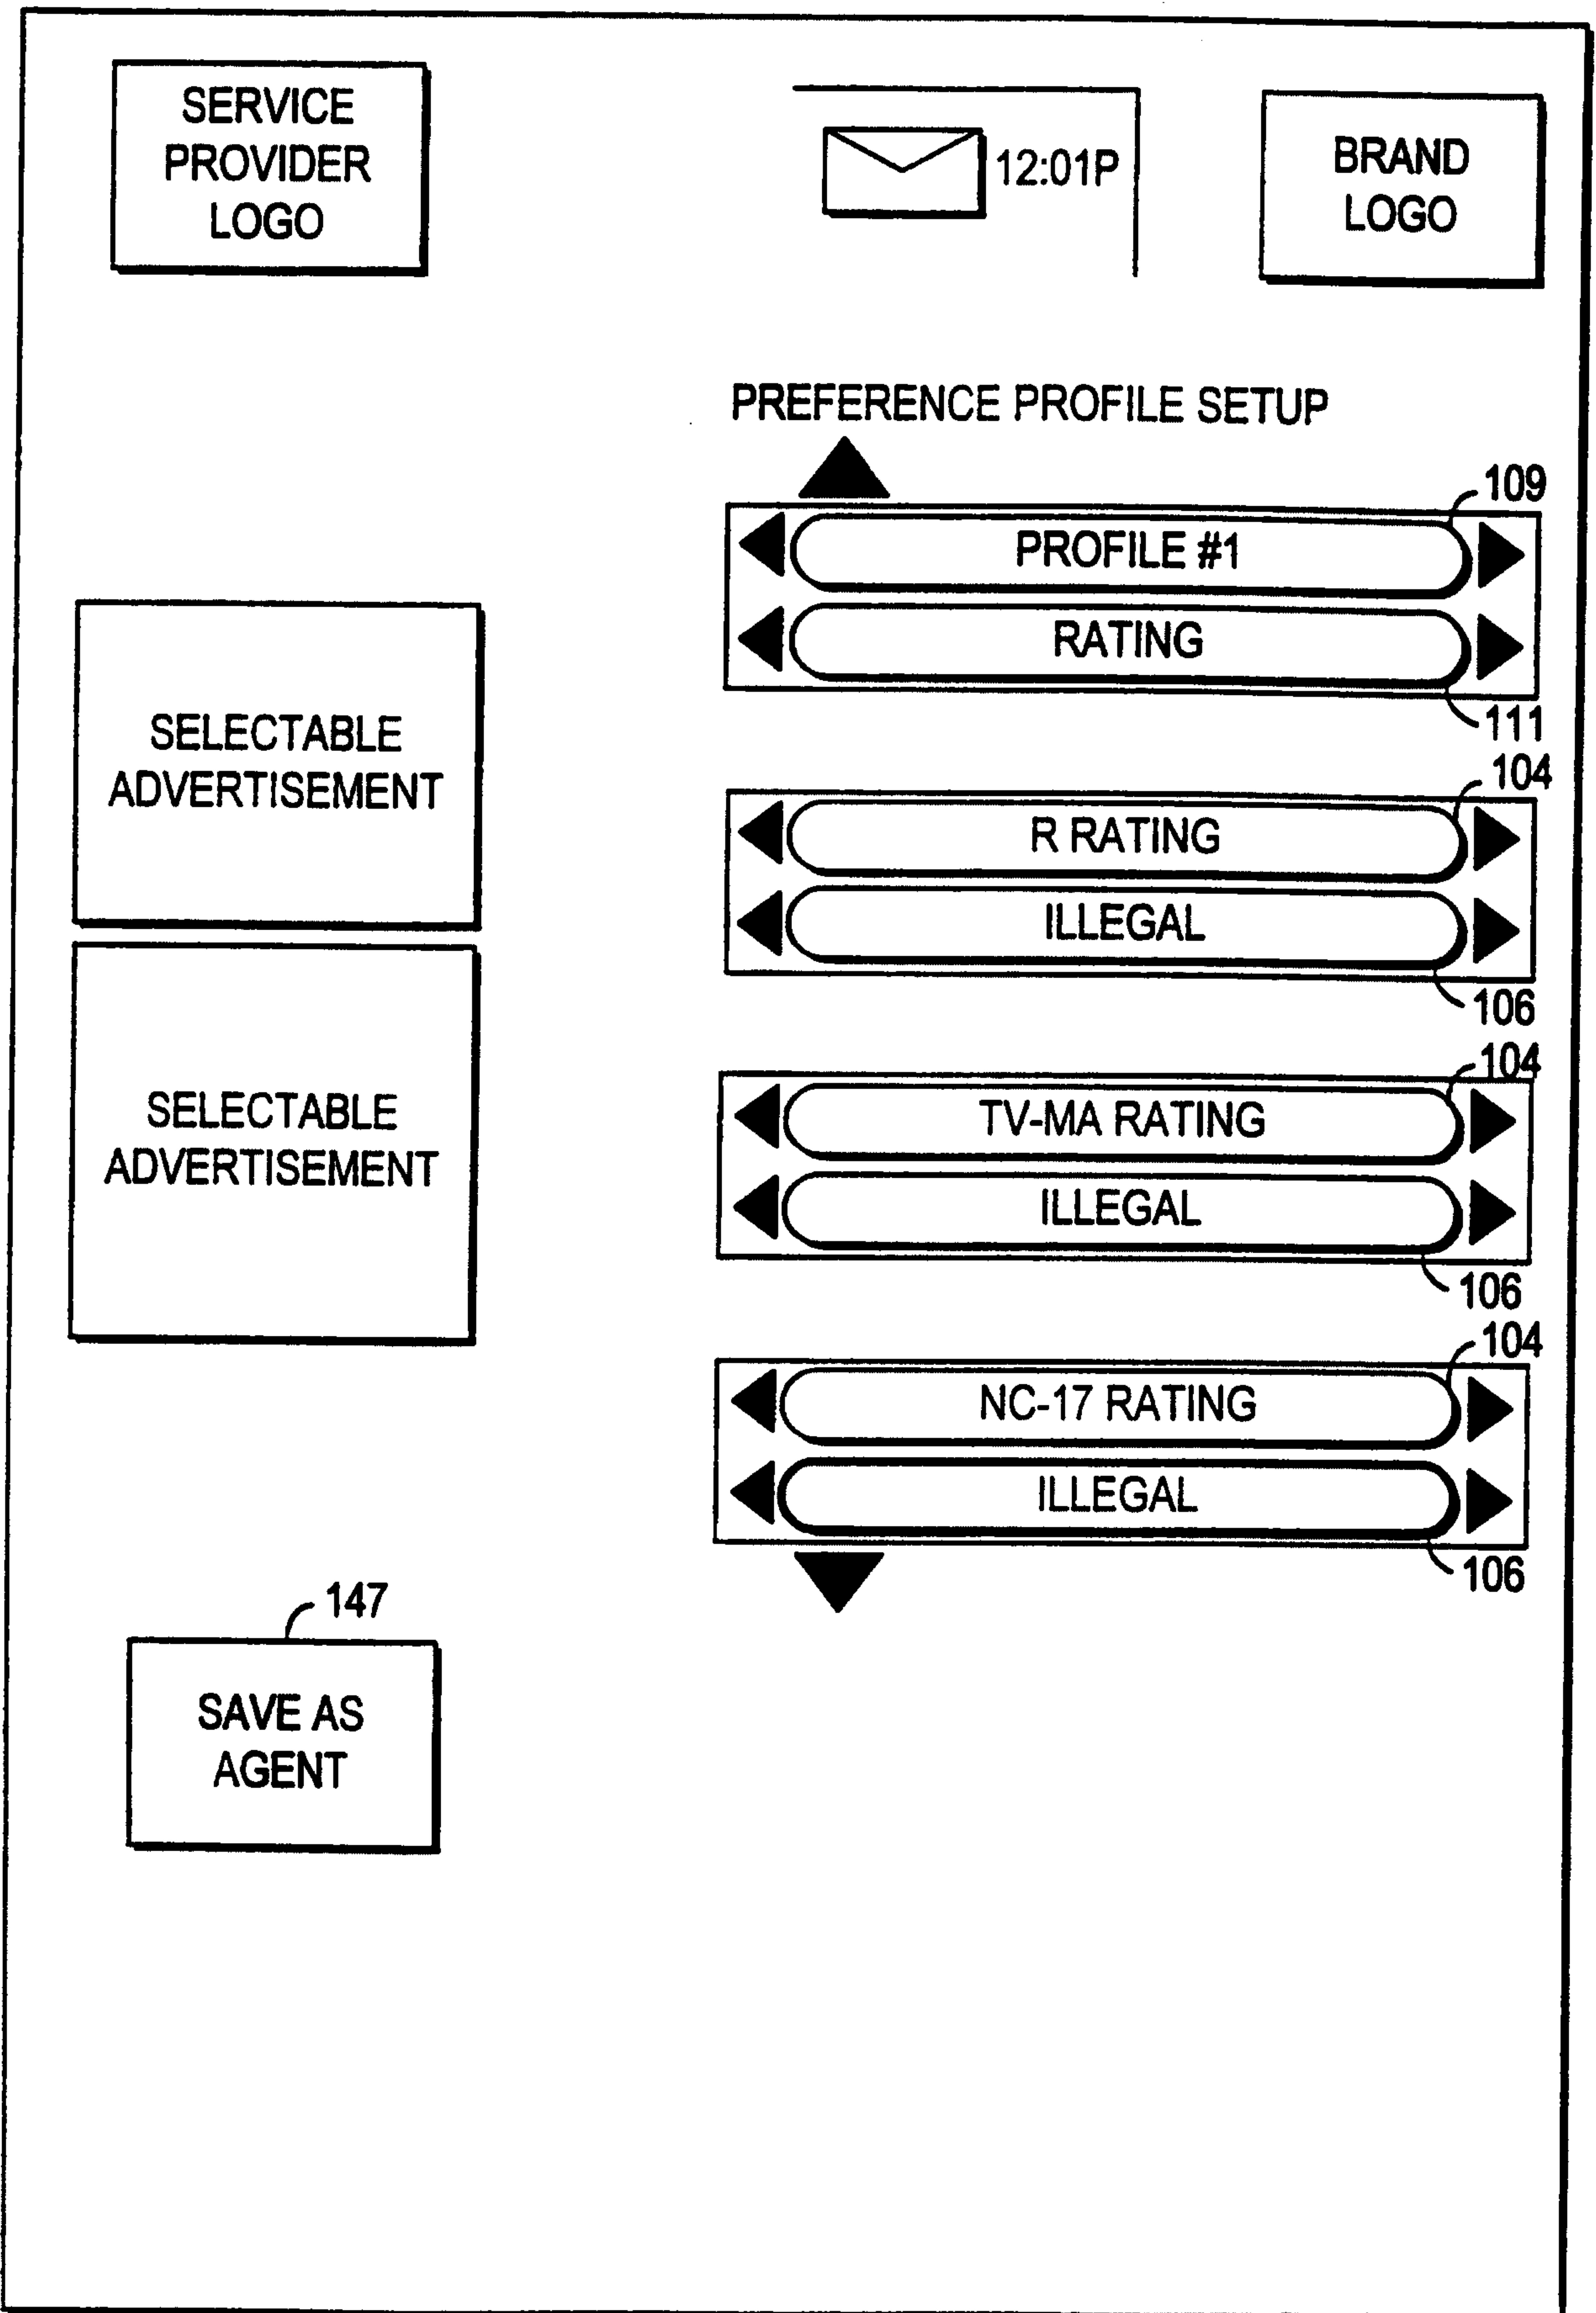 SERVICE
PROVIDER
LOGO
12:01P
BRAND
LOGO
PREFERENCE PROFILE SETUP
109
PROFILE #1
RATING
111
SELECTABLE
ADVERTISEMENT
104
R RATING
ILLEGAL
106
SELECTABLE
ADVERTISEMENT
104
TV-MA RATING
ILLEGAL
106
104
NC-17 RATING
ILLEGAL
106
147
SAVE AS
AGENT